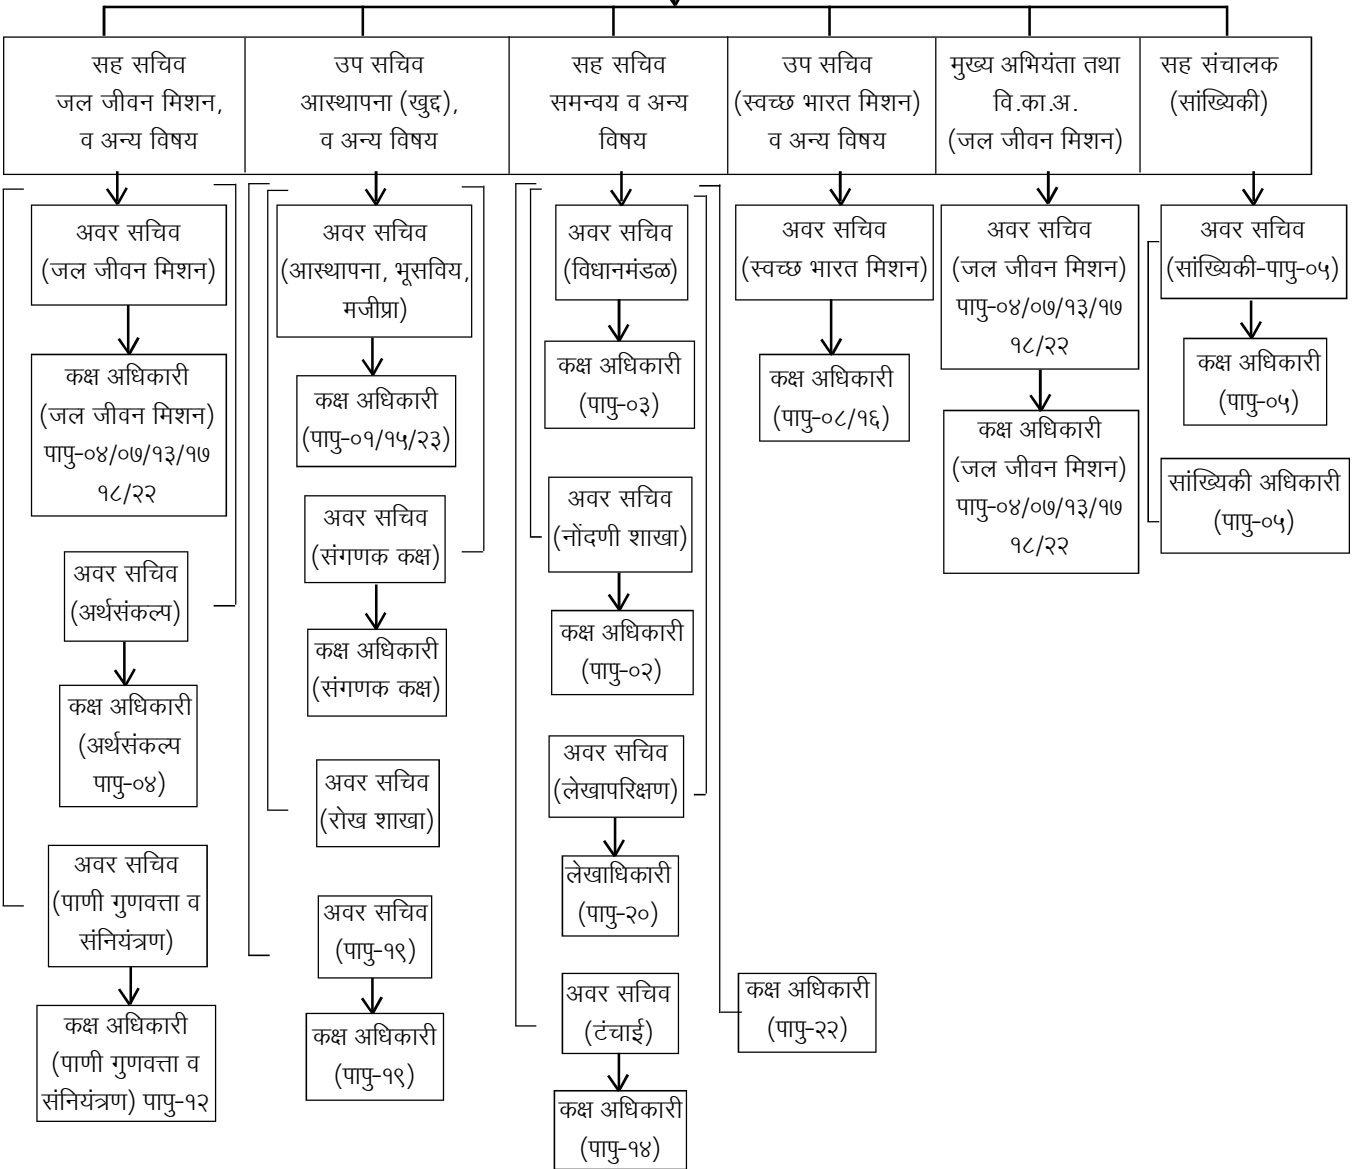 सह सचिव
जल जीवन मिशन,
व अन्य विषय
उप सचिव
आस्थापना (खुद्द),
व अन्य विषय
सह सचिव
समन्वय व अन्य
विषय
उप सचिव
(स्वच्छ भारत मिशन)
व अन्य विषय
मुख्य अभियंता तथा
वि.का.अ.
(जल जीवन मिशन)
सह संचालक
(सांख्यिकी)
अवर सचिव
(जल जीवन मिशन)
कक्ष अधिकारी
(जल जीवन मिशन)
पापु-०४/०७/१३/१७
१८/२२
अवर सचिव
(अर्थसंकल्प)
कक्ष अधिकारी
(अर्थसंकल्प
पापु-०४)
अवर सचिव
(पाणी गुणवत्ता व
संनियंत्रण)
कक्ष अधिकारी
(पाणी गुणवत्ता व
संनियंत्रण) पापु-१२
अवर सचिव
(आस्थापना, भूसविय,
मजीप्रा)
कक्ष अधिकारी
(पापु-०१/१५/२३)
अवर सचिव
(संगणक कक्ष)
कक्ष अधिकारी
(संगणक कक्ष)
अवर सचिव
(रोख शाखा)
अवर सचिव
(पापु-१९)
कक्ष अधिकारी
(पापु-१९)
अवर सचिव
(विधानमंडळ)
कक्ष अधिकारी
(पापु-०३)
अवर सचिव
(नोंदणी शाखा)
कक्ष अधिकारी
(पापु-०२)
अवर सचिव
(लेखापरिक्षण)
लेखाधिकारी
(पापु-२०)
अवर सचिव
(टंचाई)
कक्ष अधिकारी
(पापु-१४)
कक्ष अधिकारी
(पापु-२२)
अवर सचिव
(स्वच्छ भारत मिशन)
कक्ष अधिकारी
(पापु-०८/१६)
अवर सचिव
(जल जीवन मिशन)
पापु-०४/०७/१३/१७
१८/२२
कक्ष अधिकारी
(जल जीवन मिशन)
पापु-०४/०७/१३/१७
१८/२२
अवर सचिव
(सांख्यिकी-पापु-०५)
कक्ष अधिकारी
(पापु-०५)
सांख्यिकी अधिकारी
(पापु-०५)